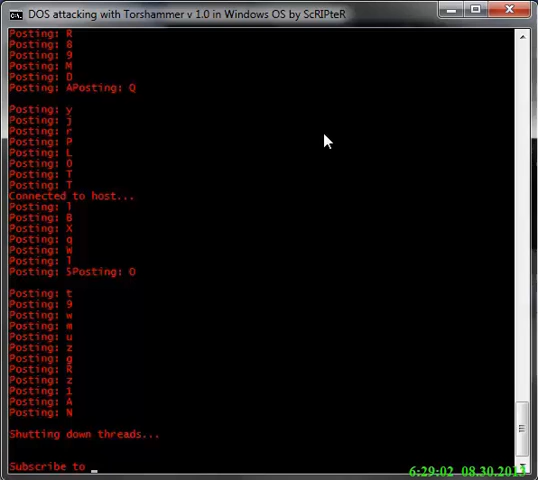 DOS attacking with Torshammer v 1.0 in Windows OS by ScRIPteR
Posting: R
Posting: 8
Posting: 9
Posting: M
Posting: D
Posting: APosting: Q
Posting: y
Posting: j
Posting: r
Posting: P
Posting: L
Posting: O
Posting: T
Posting: T
Connected to host...
Posting: l
Posting: 8
Posting: X
Posting: q
Posting: W
Posting: l
Posting: SPosting: O
Posting: t
Posting: 9
Posting: w
Posting: m
Posting: u
Posting: z
Posting: g
Posting: R
Posting: z
Posting: 1
Posting: A
Posting: N
Shutting down threads...
Subscribe to _
6:29:02 08.30.2013